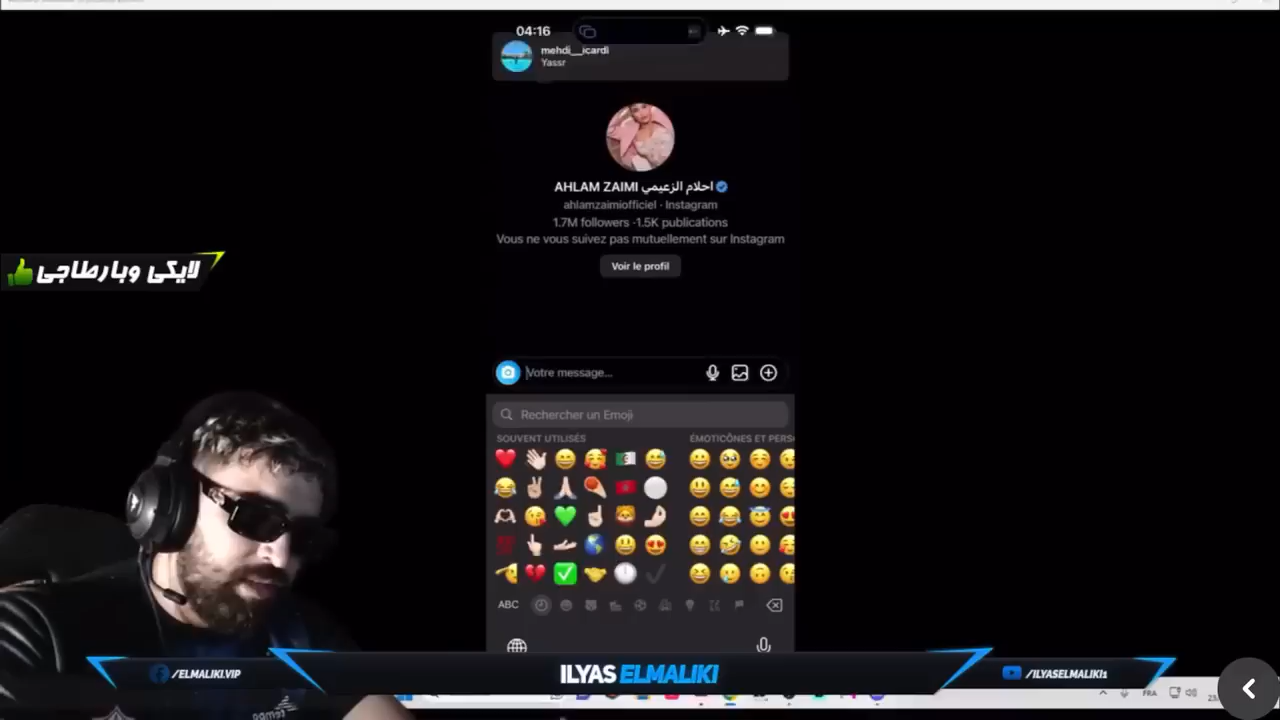 04:16
mehdi__icardi
Yassr
AHLAM ZAIMI احلام الزعيمي
ahlamzaimiofficiel · Instagram
1.7M followers ·1.5K publications
Vous ne vous suivez pas mutuellement sur Instagram
Voir le profil
لايكي وبارطاجي
Votre message...
Rechercher un Emoji
SOUVENT UTILISÉS
ÉMOTICÔNES ET PERS
ABC
/ELMALIKI.VIP
ILYAS ELMALIKI
/ILYASELMALIKI1
FRA